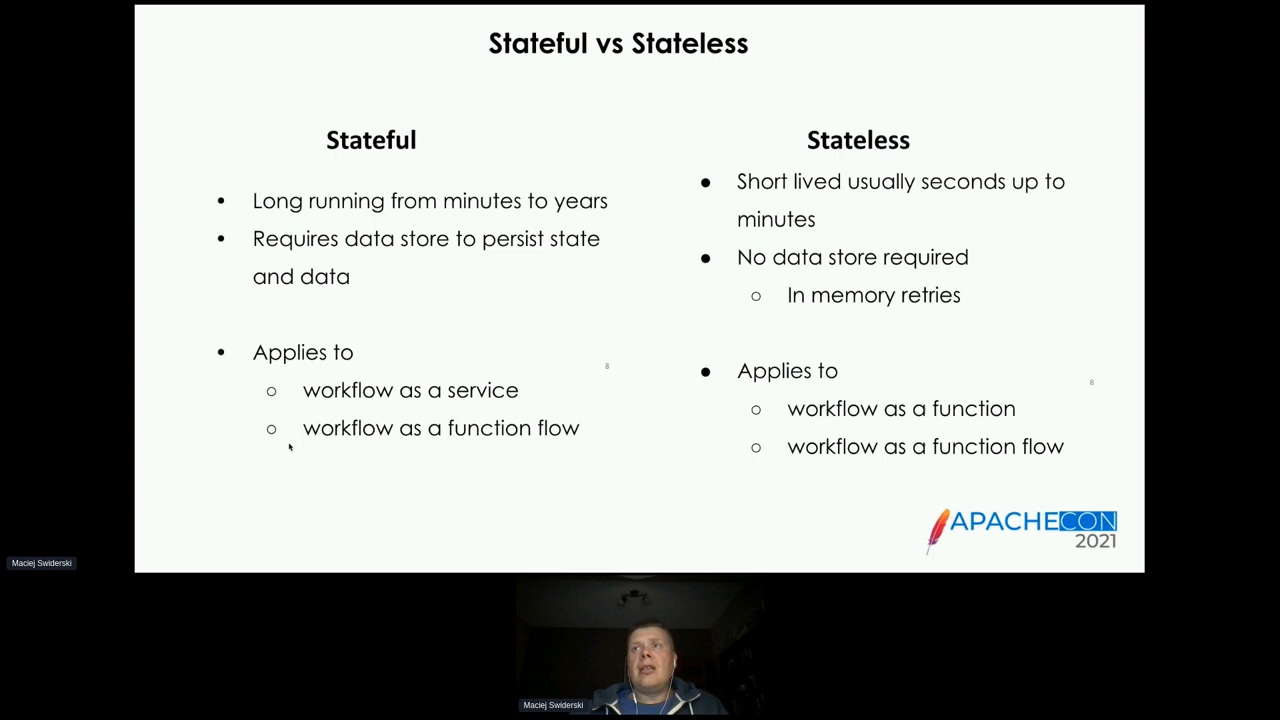 Stateful vs Stateless
Stateful
• Long running from minutes to years
• Requires data store to persist state
and data
• Applies to
○ workflow as a service
○ workflow as a function flow
8
Stateless
● Short lived usually seconds up to
minutes
● No data store required
○ In memory retries
● Applies to
○ workflow as a function
○ workflow as a function flow
8
APACHECON
2021
Maciej Swiderski
Maciej Swiderski